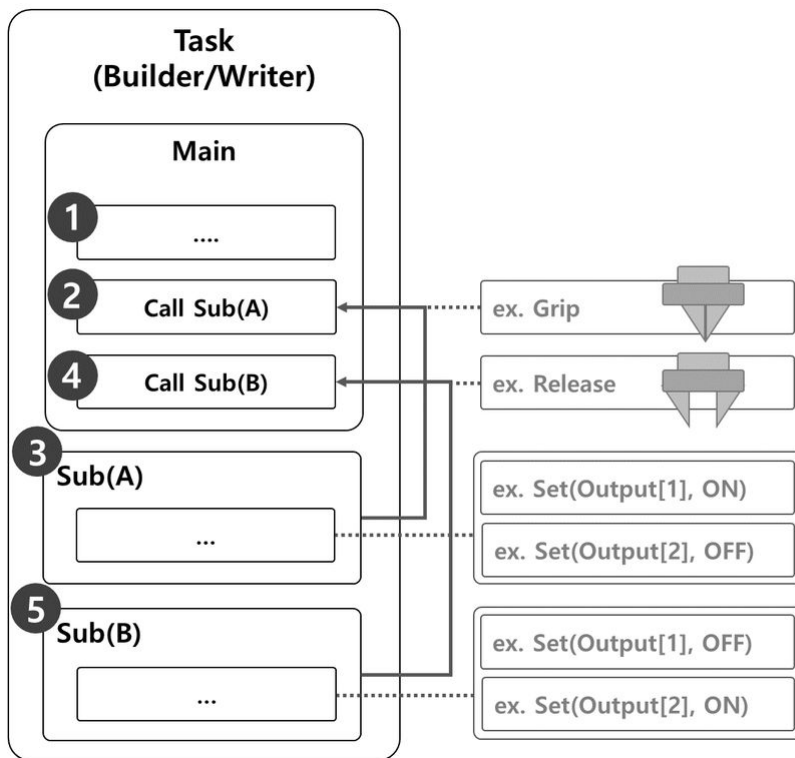 Task
(Builder/Writer)
Main
1
....
2
Call Sub(A)
ex. Grip
4
Call Sub(B)
ex. Release
3
Sub(A)
...
ex. Set(Output[1], ON)
ex. Set(Output[2], OFF)
5
Sub(B)
...
ex. Set(Output[1], OFF)
ex. Set(Output[2], ON)